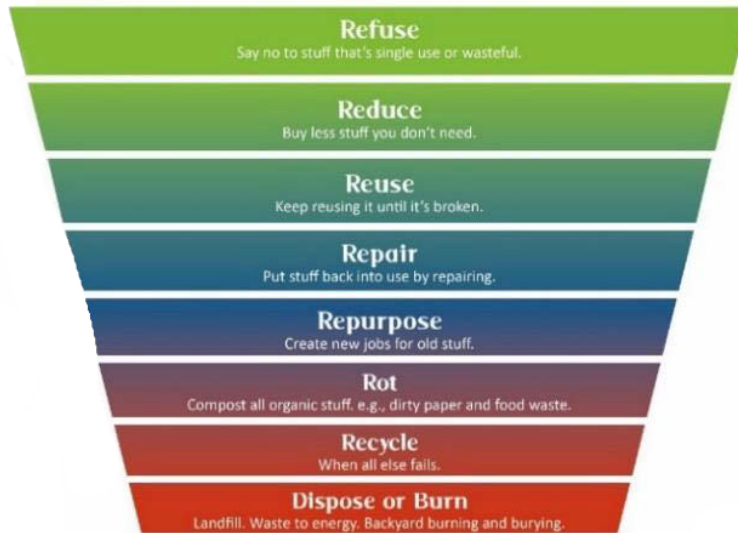 Refuse
Say no to stuff that's single use or wasteful.
Reduce
Buy less stuff you don't need.
Reuse
Keep reusing it until it's broken.
Repair
Put stuff back into use by repairing.
Repurpose
Create new jobs for old stuff.
Rot
Compost all organic stuff. e.g., dirty paper and food waste.
Recycle
When all else fails.
Dispose or Burn
Landfill. Waste to energy. Backyard burning and burying.